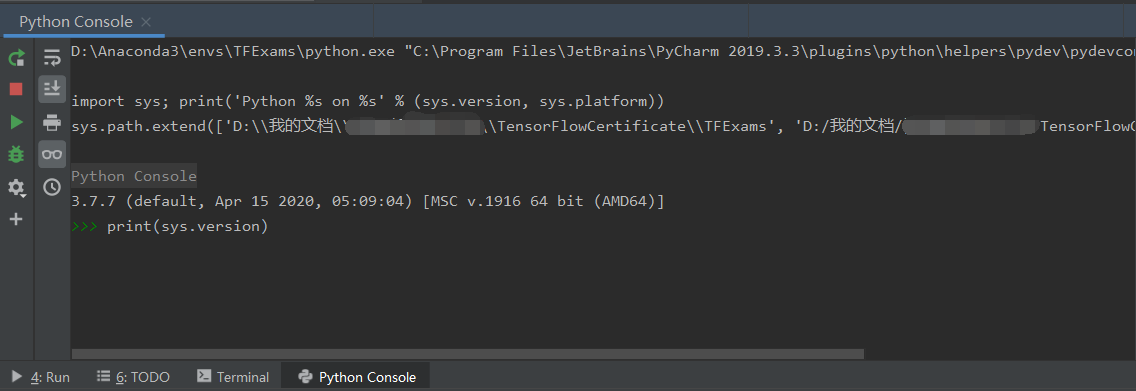 Python Console
D:\Anaconda3\envs\TFExams\python.exe "C:\Program Files\JetBrains\PyCharm 2019.3.3\plugins\python\helpers\pydev\pydevcon
import sys; print('Python %s on %s' % (sys.version, sys.platform))
sys.path.extend(['D:\\我的文档\ \\TensorFlowCertificate\\TFExams', 'D:/我的文档/ TensorFlowC
Python Console
3.7.7 (default, Apr 15 2020, 05:09:04) [MSC v.1916 64 bit (AMD64)]
>>> print(sys.version)
4: Run 6: TODO Terminal Python Console